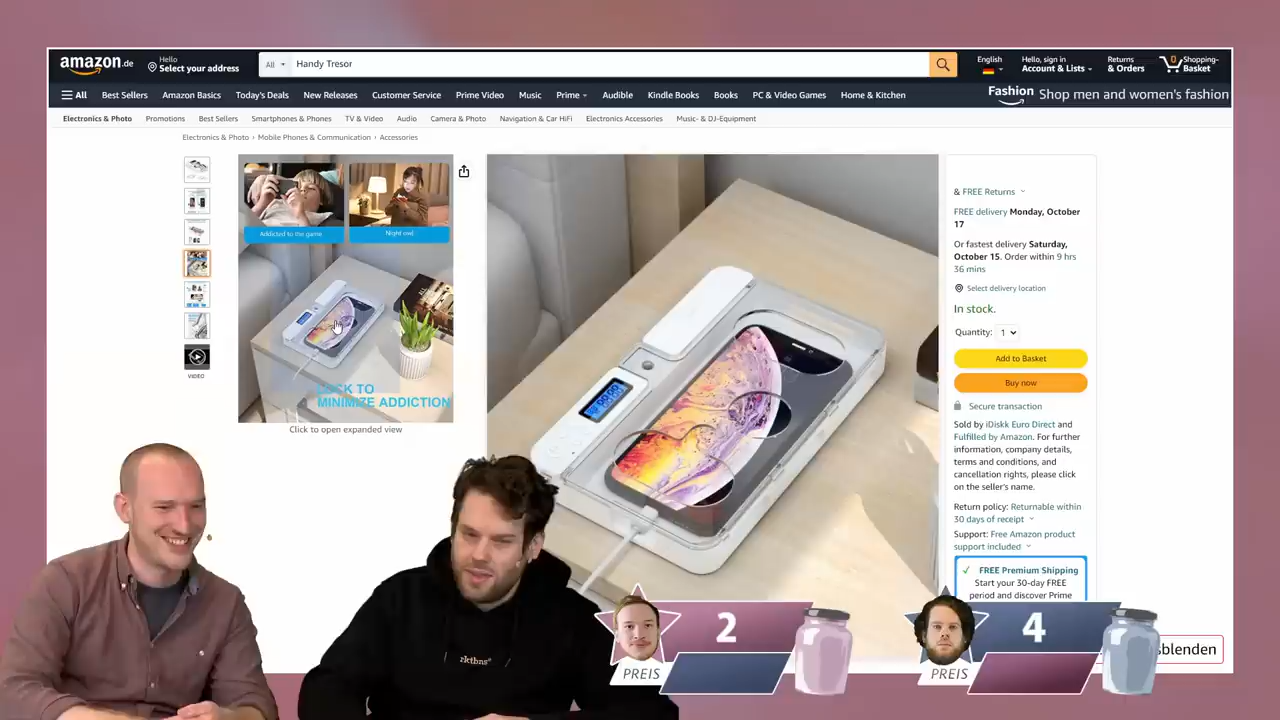 amazon.de
Hello
Select your address
All
Handy Tresor
English
Hello, sign in
Account & Lists
Returns
& Orders
0
Shopping-
Basket
All
Best Sellers
Amazon Basics
Today's Deals
New Releases
Customer Service
Prime Video
Music
Prime
Audible
Kindle Books
Books
PC & Video Games
Home & Kitchen
Fashion Shop men and women's fashion
Electronics & Photo
Promotions
Best Sellers
Smartphones & Phones
TV & Video
Audio
Camera & Photo
Navigation & Car HiFi
Electronics Accessories
Music- & DJ-Equipment
Electronics & Photo › Mobile Phones & Communication › Accessories
VIDEO
Addicted to the game
Night owl
LOCK TO
MINIMIZE ADDICTION
Click to open expanded view
& FREE Returns
FREE delivery Monday, October
17
Or fastest delivery Saturday,
October 15. Order within 9 hrs
36 mins
Select delivery location
In stock.
Quantity: 1
Add to Basket
Buy now
Secure transaction
Sold by iDiskk Euro Direct and
Fulfilled by Amazon. For further
information, company details,
terms and conditions, and
cancellation rights, please click
on the seller's name.
Return policy: Returnable within
30 days of receipt
Support: Free Amazon product
support included
FREE Premium Shipping
Start your 30-day FREE
period and discover Prime
rktbns
2
PREIS
4
PREIS
sblenden